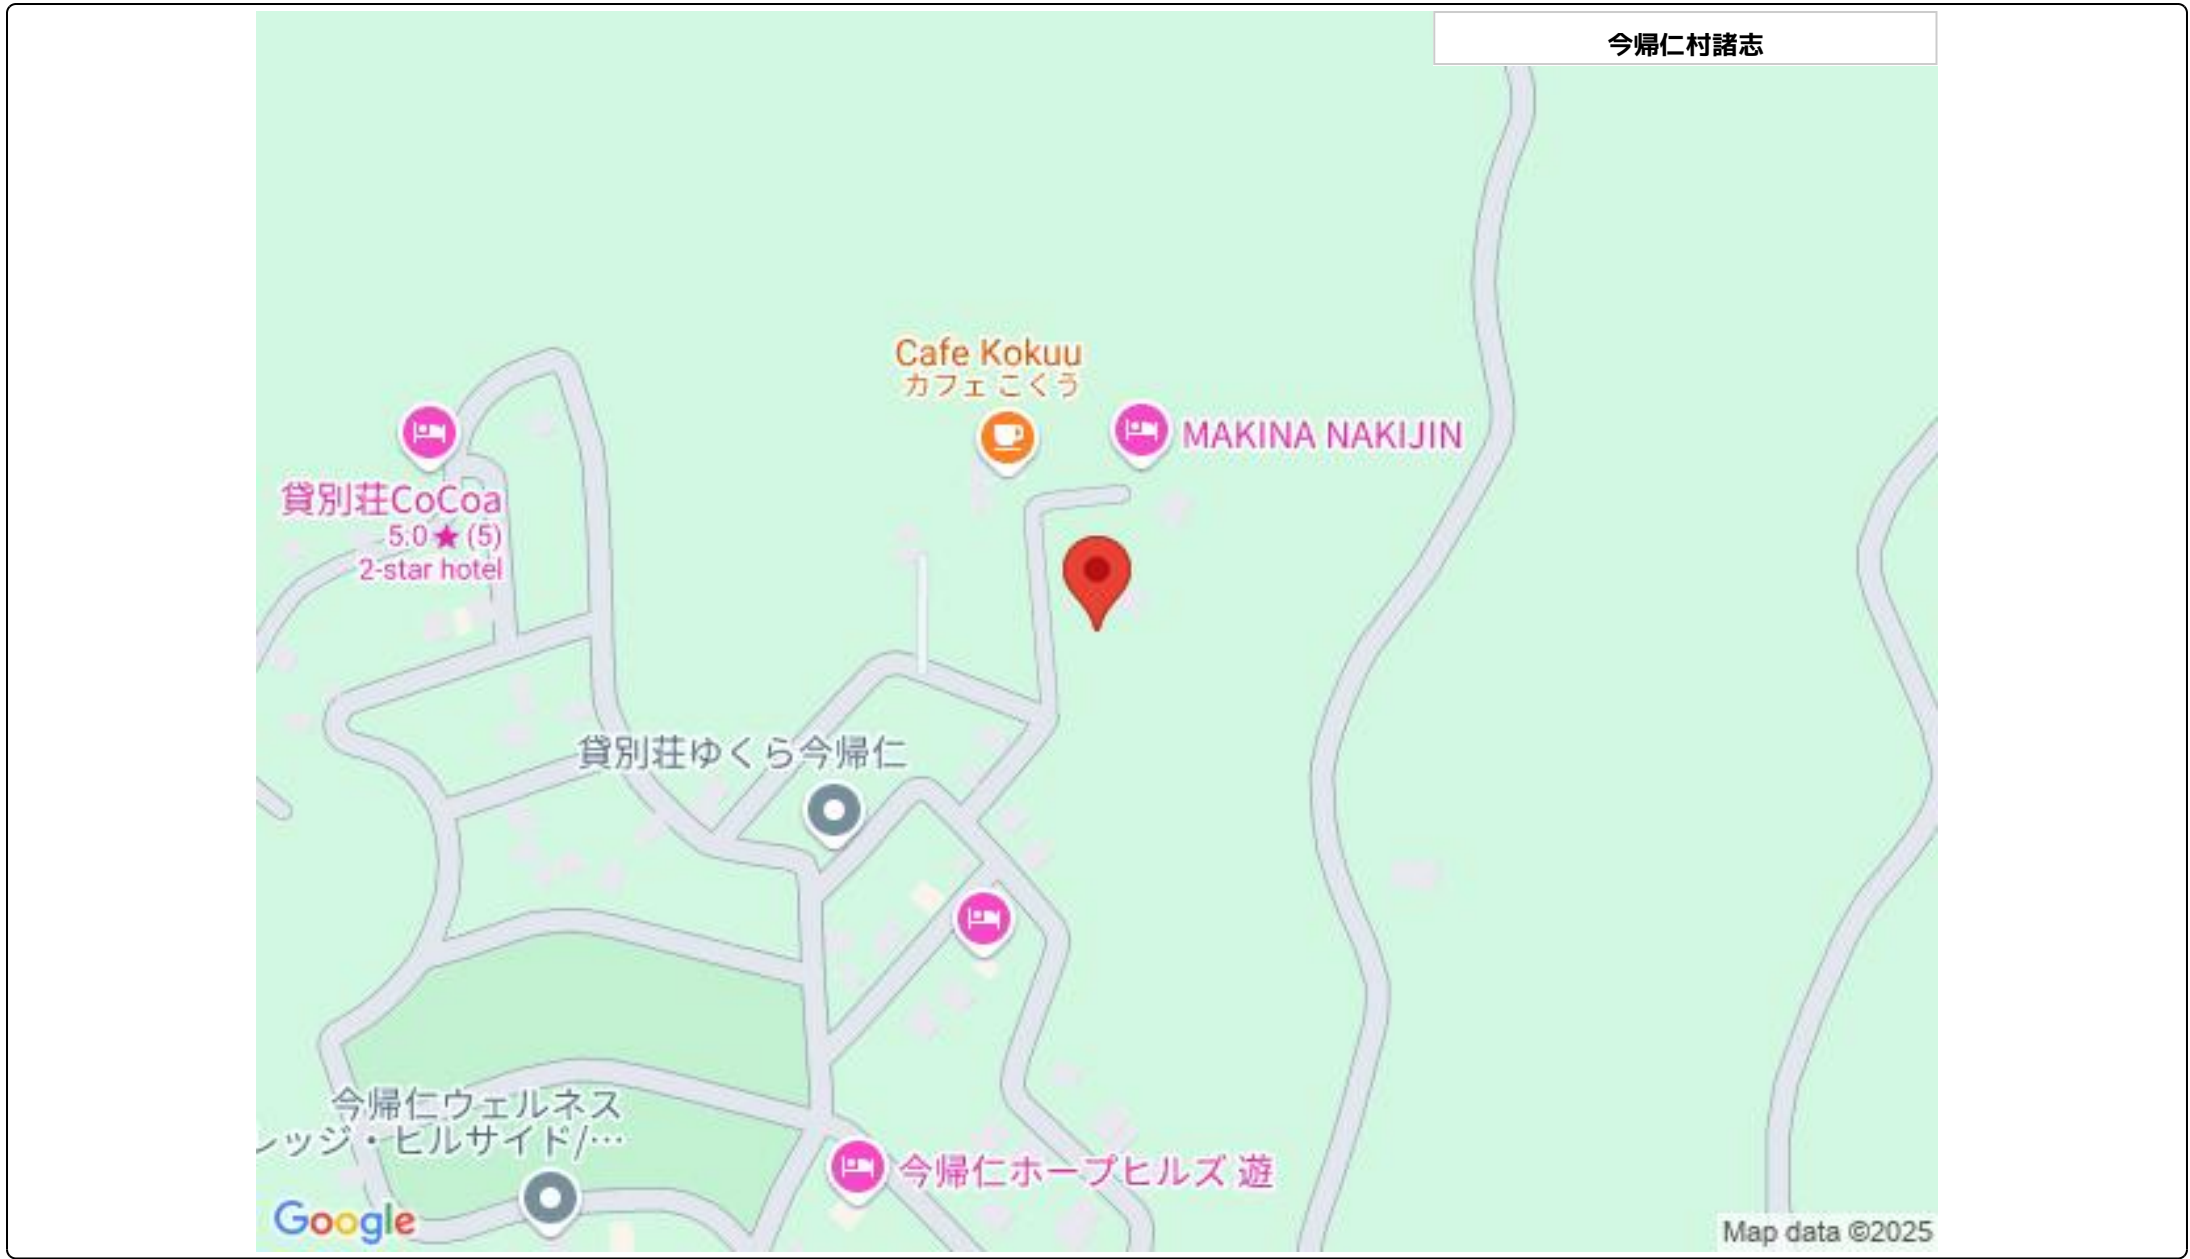 今帰仁村諸志
Cafe Kokuu
カフェ こくう
MAKINA NAKIJIN
貸別荘CoCoa
5.0★(5)
2-star hotel
貸別荘ゆくら今帰仁
今帰仁ウェルネス
レッジ・ヒルサイド/…
今帰仁ホープヒルズ 遊
Google
Map data ©2025